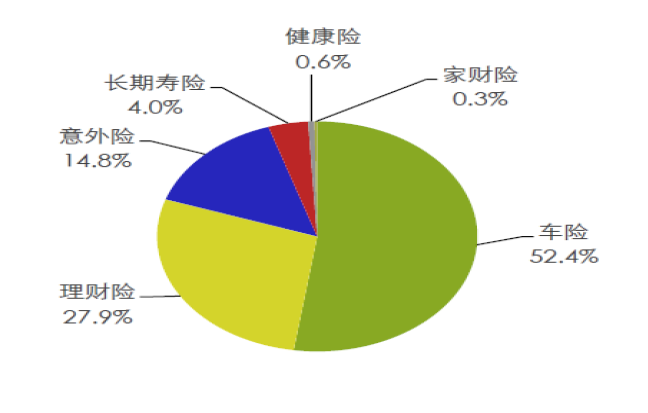 健康险
0.6%
家财险
0.3%
长期寿险
4.0%
意外险
14.8%
车险
52.4%
理财险
27.9%